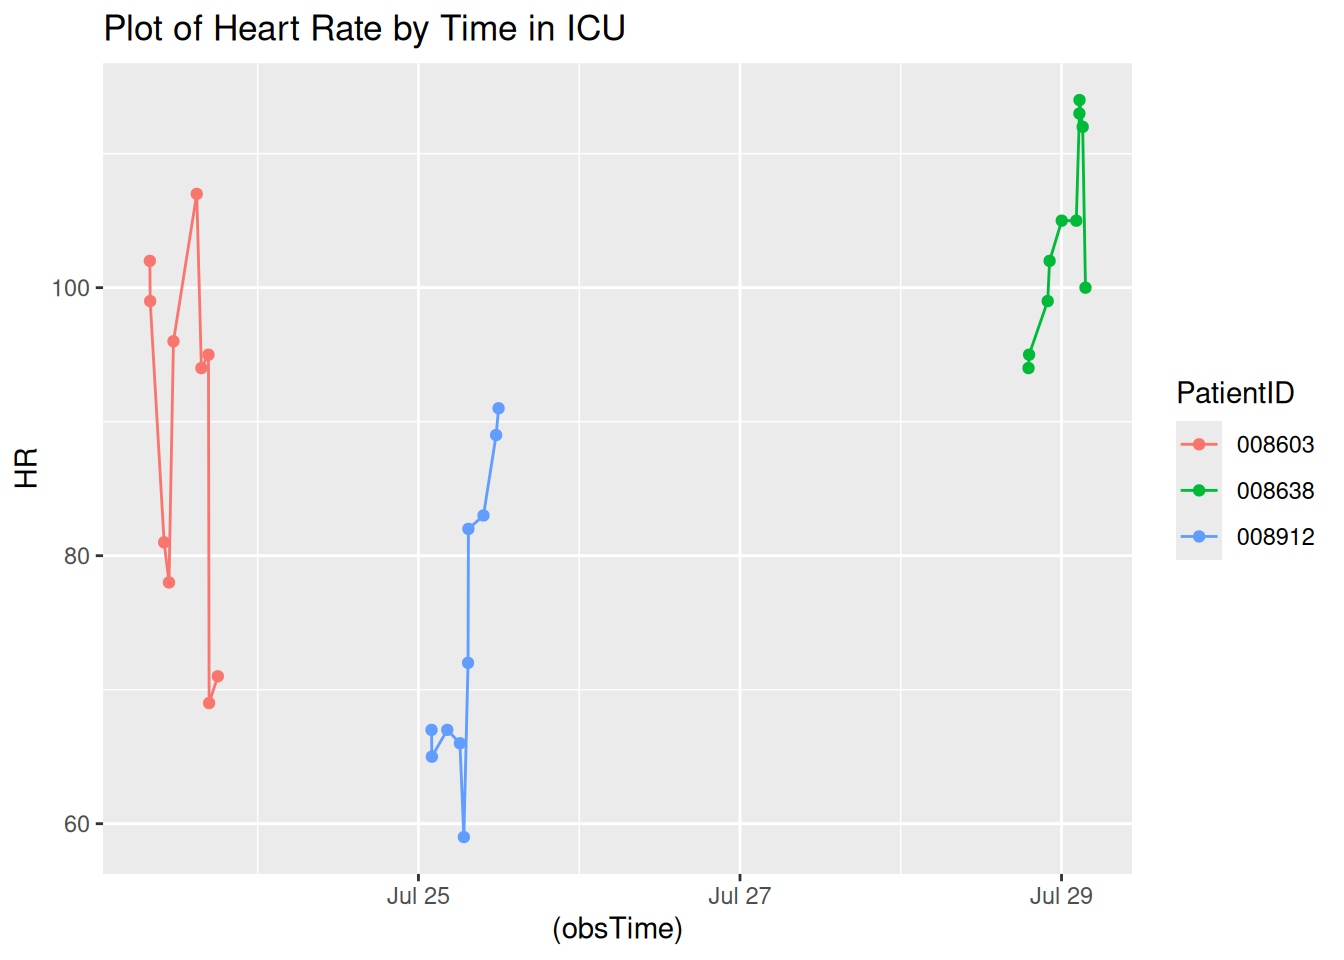 Plot of Heart Rate by Time in ICU
HR
100
80
60
Jul 25
Jul 27
Jul 29
(obsTime)
PatientID
008603
008638
008912